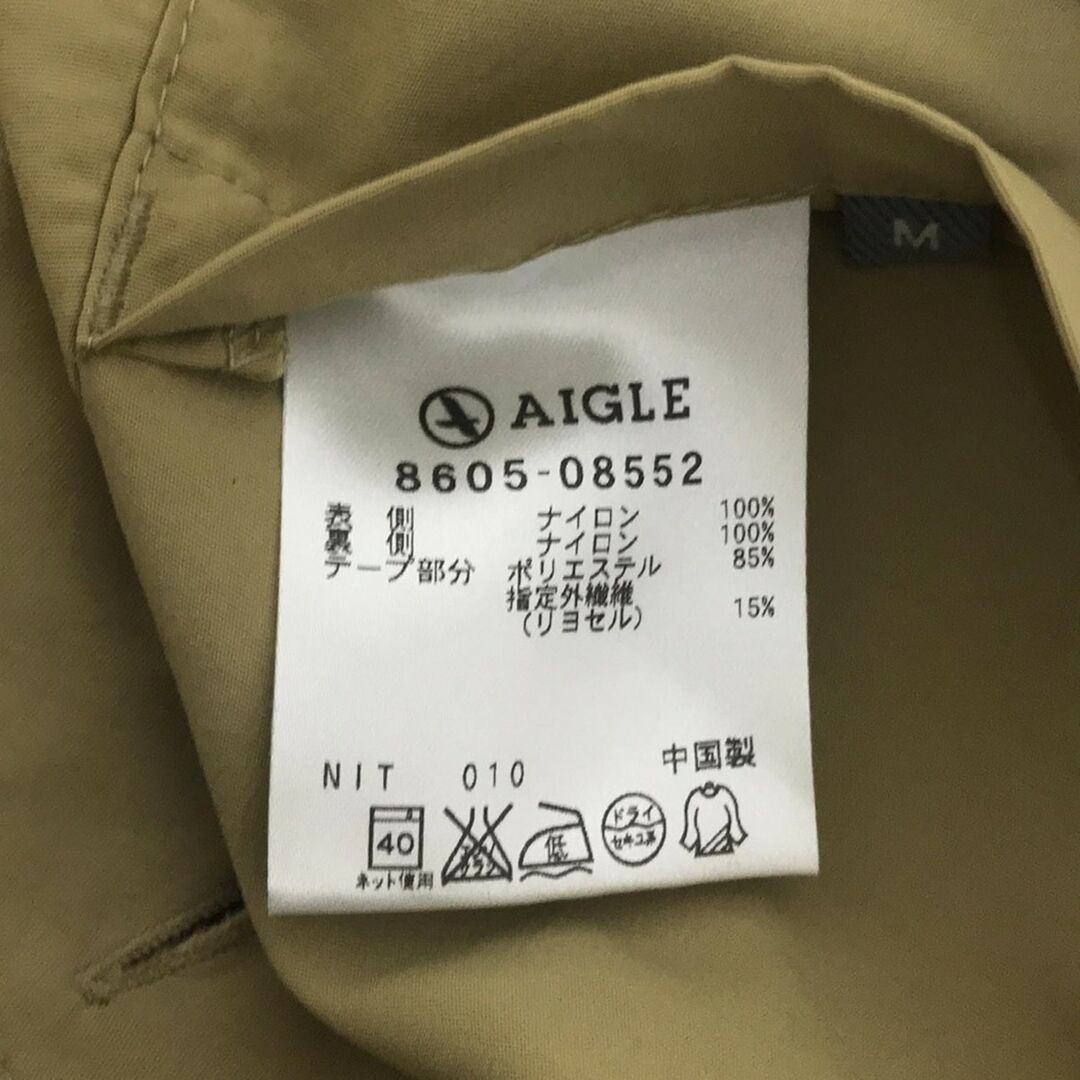 M
AIGLE
8605-08552
表 側 ナイロン 100%
裏 側 ナイロン 100%
テープ部分 ポリエステル 85%
指定外繊維
(リヨセル) 15%
中国製
NIT 010
40
ネット使用
低
ドライ
セキユ系